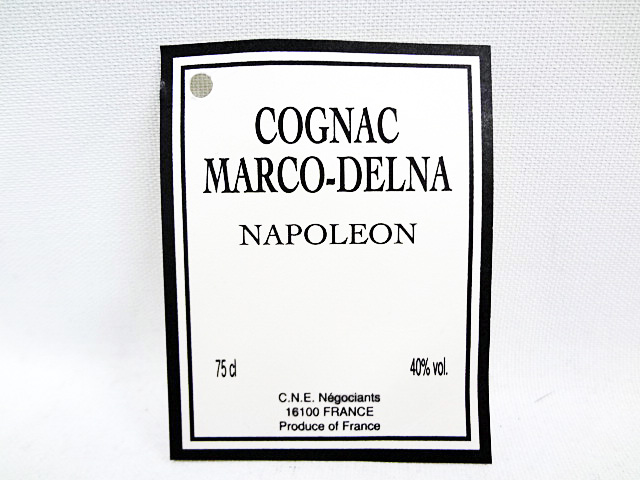 COGNAC
MARCO-DELNA
NAPOLEON
75 cl 40% vol.
C.N.E. Négociants
16100 FRANCE
Produce of France